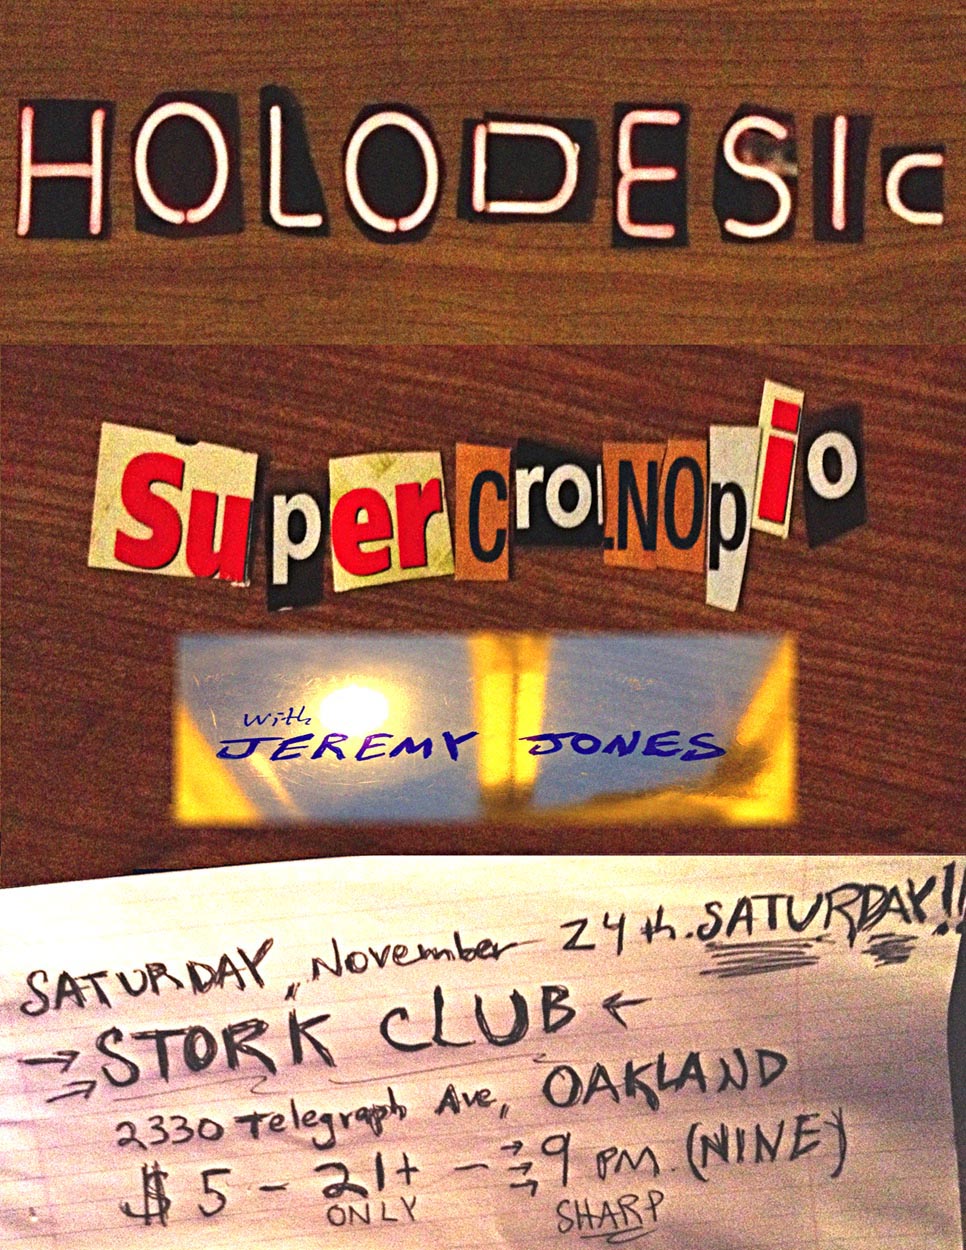 HOLODESIC
SuperCroNOpio
with
JEREMY JONES
SATURDAY, November 24th. SATURDAY!!
→ STORK CLUB ←
→ 2330 Telegraph Ave, OAKLAND
$5 - 21+ - 9 PM. (NINE)
ONLY SHARP